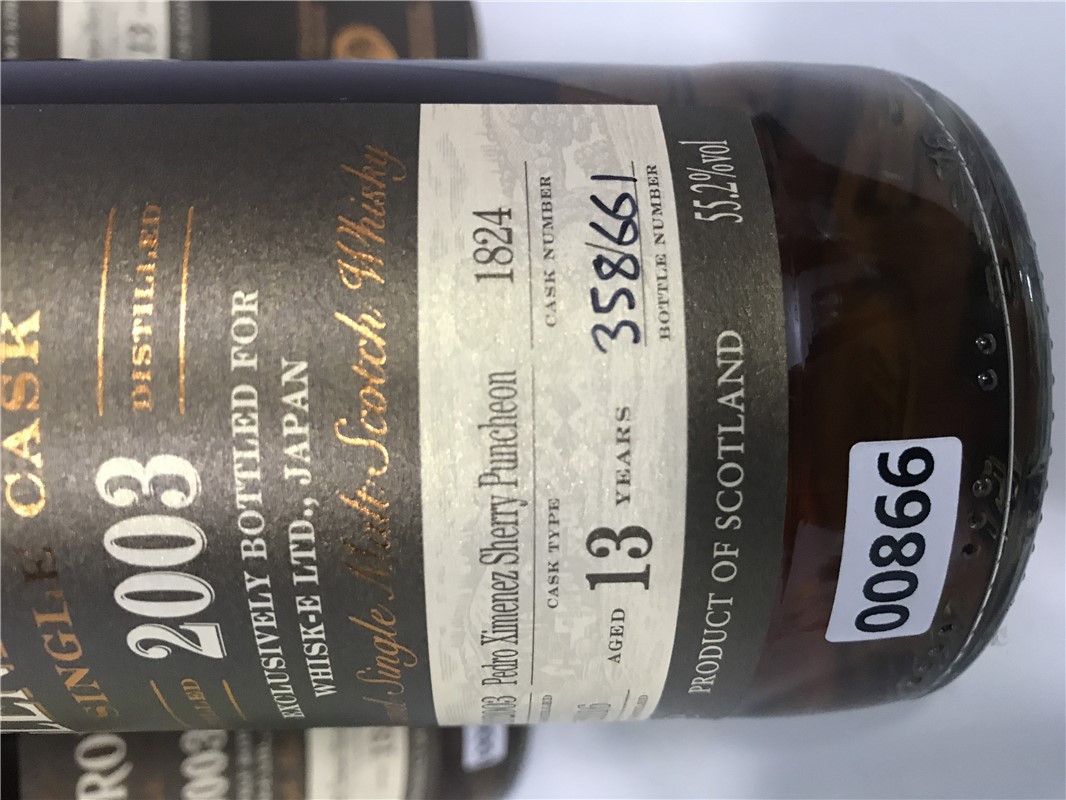 SINGLE CASK
DISTILLED
2003
EXCLUSIVELY BOTTLED FOR
WHISK-E LTD., JAPAN
Single Malt Scotch Whisky
2003 Pedro Ximenez Sherry Puncheon 1824
CASK TYPE CASK NUMBER
AGED 13 YEARS 358/661
BOTTLE NUMBER
PRODUCT OF SCOTLAND 55.2%vol
00866